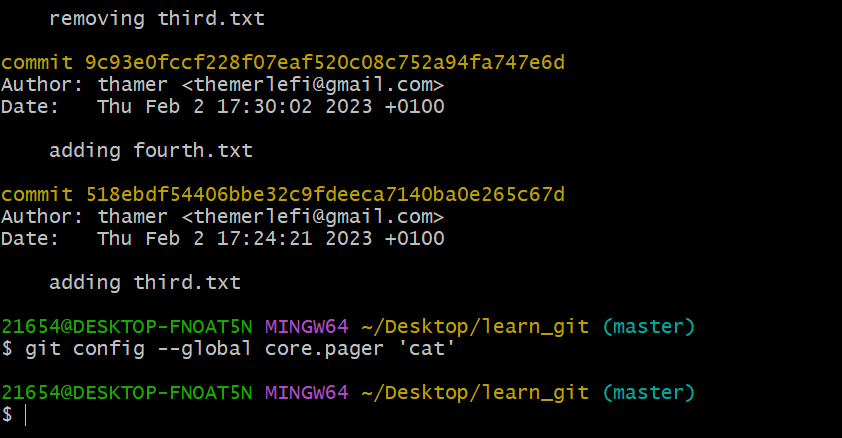 removing third.txt
commit 9c93e0fccf228f07eaf520c08c752a94fa747e6d
Author: thamer <themerlefi@gmail.com>
Date:   Thu Feb 2 17:30:02 2023 +0100
adding fourth.txt
commit 518ebdf54406bbe32c9fdeeca7140ba0e265c67d
Author: thamer <themerlefi@gmail.com>
Date:   Thu Feb 2 17:24:21 2023 +0100
adding third.txt
21654@DESKTOP-FNOAT5N MINGW64 ~/Desktop/learn_git (master)
$ git config --global core.pager 'cat'
21654@DESKTOP-FNOAT5N MINGW64 ~/Desktop/learn_git (master)
$